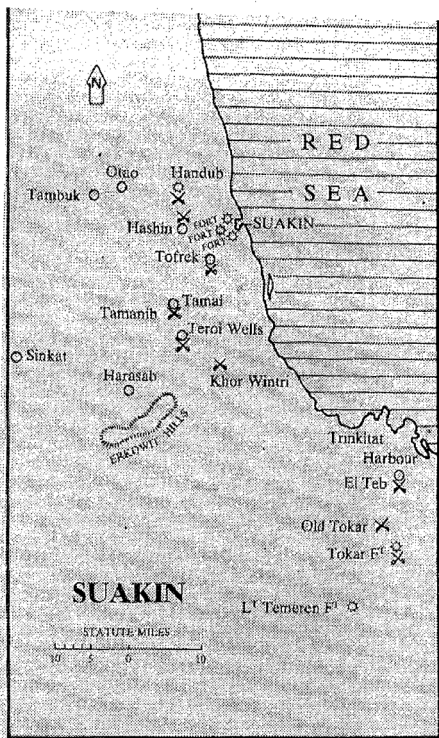 N
RED
SEA
Otao
Handub
Tambuk
SUAKIN
FORT
FORT
FORT
Hashin
Tofrek
Tamai
Tamanib
Teroi Wells
Sinkat
Khor Wintri
Harasab
ERKOWIT HILLS
Trinkitat
Harbour
El Teb
Old Tokar
Tokar Fᵀ
SUAKIN
Lᵀ Temeren Fᵀ
STATUTE MILES
10 5 0 10